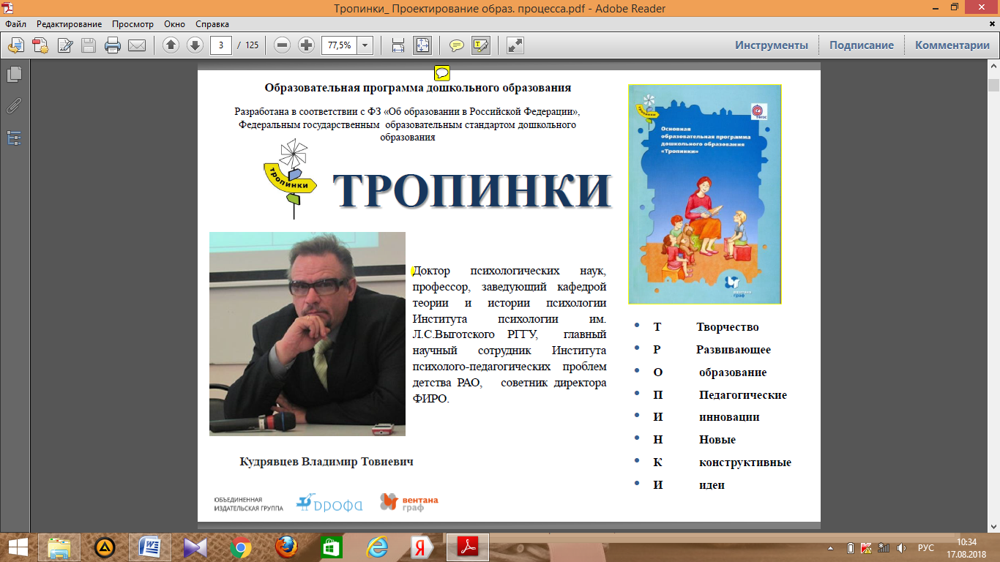 Тропинки_ Проектирование образ. процесса.pdf - Adobe Reader
Файл Редактирование Просмотр Окно Справка
3 / 125 77,5% Инструменты Подписание Комментарии
Образовательная программа дошкольного образования
Разработана в соответствии с ФЗ «Об образовании в Российской Федерации»,
Федеральным государственным образовательным стандартом дошкольного
образования
тропинки
ТРОПИНКИ
Доктор психологических наук,
профессор, заведующий кафедрой
теории и истории психологии
Института психологии им.
Л.С.Выготского РГГУ, главный
научный сотрудник Института
психолого-педагогических проблем
детства РАО, советник директора
ФИРО.
Кудрявцев Владимир Товиевич
ОБЪЕДИНЕННАЯ
ИЗДАТЕЛЬСКАЯ ГРУППА
дрофа
вентана
граф
тропинки
ФГОС
Основная
образовательная программа
дошкольного образования
«Тропинки»
вентана
граф
• Т Творчество
• Р Развивающее
• О образование
• П Педагогические
• И инновации
• Н Новые
• К конструктивные
• И идеи
РУС
10:34
17.08.2018